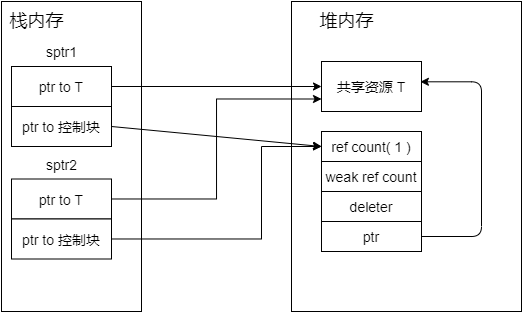 栈内存
堆内存
sptr1
ptr to T
ptr to 控制块
sptr2
ptr to T
ptr to 控制块
共享资源 T
ref count( 1 )
weak ref count
deleter
ptr